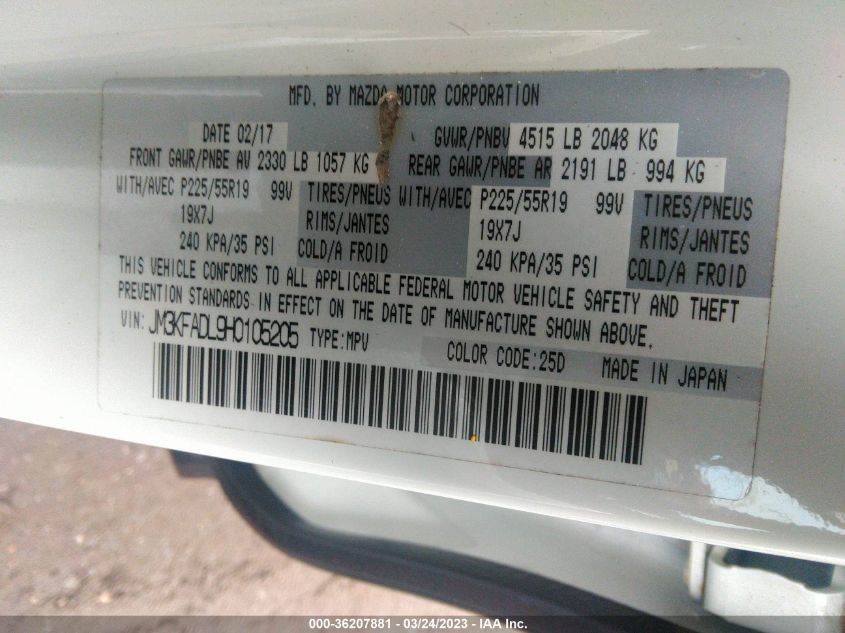 MFD. BY MAZDA MOTOR CORPORATION
DATE 02/17 GVWR/PNBV 4515 LB 2048 KG
FRONT GAWR/PNBE AV 2330 LB 1057 KG REAR GAWR/PNBE AR 2191 LB 994 KG
WITH/AVEC P225/55R19 99V TIRES/PNEUS WITH/AVEC P225/55R19 99V TIRES/PNEUS
19X7J RIMS/JANTES 19X7J RIMS/JANTES
240 KPA/35 PSI COLD/A FROID 240 KPA/35 PSI COLD/A FROID
THIS VEHICLE CONFORMS TO ALL APPLICABLE FEDERAL MOTOR VEHICLE SAFETY AND THEFT
PREVENTION STANDARDS IN EFFECT ON THE DATE OF MANUFACTURE SHOWN ABOVE.
VIN: JM3KFADL9H0105205 TYPE:MPV COLOR CODE:25D MADE IN JAPAN
000-36207881 - 03/24/2023 - IAA Inc.